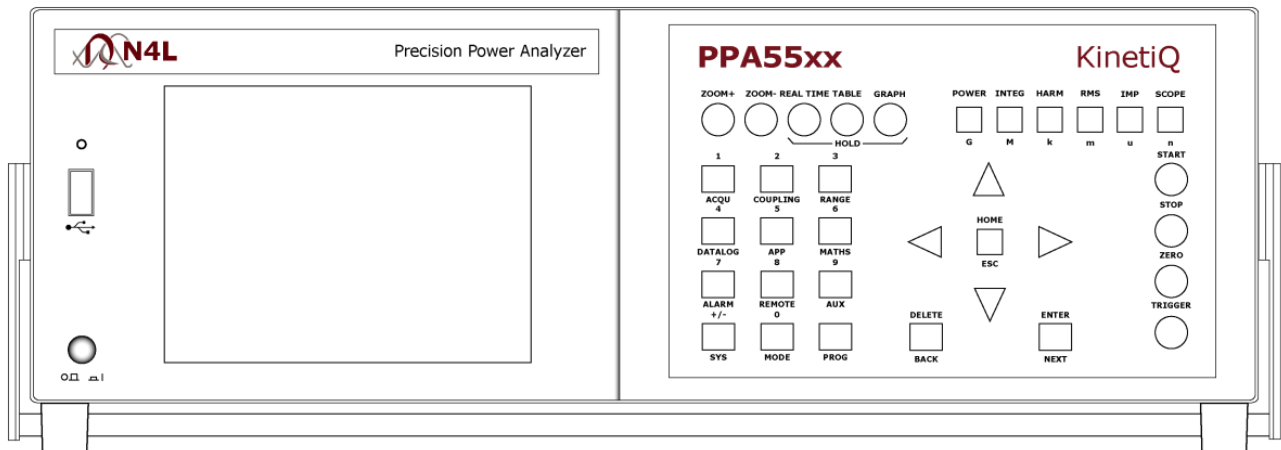 N4L
Precision Power Analyzer
PPA55xx KinetiQ
ZOOM+ ZOOM- REAL TIME TABLE GRAPH
HOLD
POWER INTEG HARM RMS IMP SCOPE
G M k m u n
1 2 3
ACQU COUPLING RANGE
4 5 6
DATALOG APP MATHS
7 8 9
ALARM REMOTE AUX
+/- 0
SYS MODE PROG
HOME
ESC
DELETE
BACK
ENTER
NEXT
START
STOP
ZERO
TRIGGER